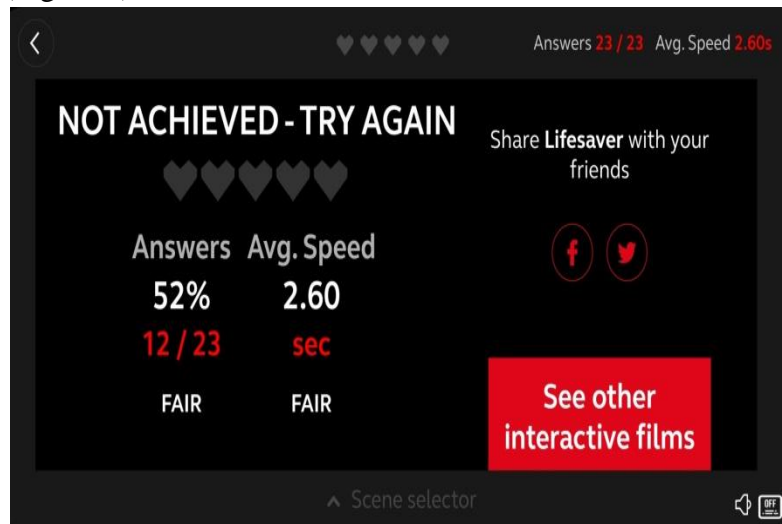 Answers 23 / 23 Avg. Speed 2.60s
NOT ACHIEVED - TRY AGAIN
Answers Avg. Speed
52% 2.60
12 / 23 sec
FAIR FAIR
Share Lifesaver with your
friends
See other
interactive films
Scene selector
OFF